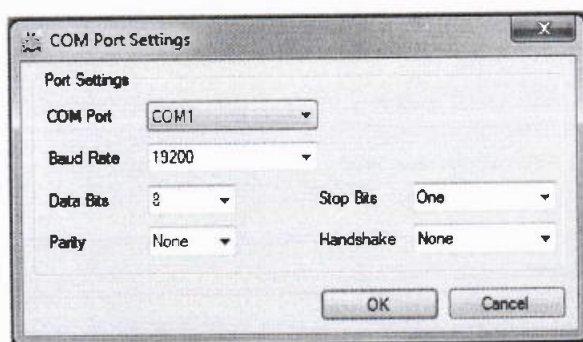 COM Port Settings
Port Settings
COM Port COM1
Baud Rate 19200
Data Bits 8 Stop Bits One
Parity None Handshake None
OK Cancel